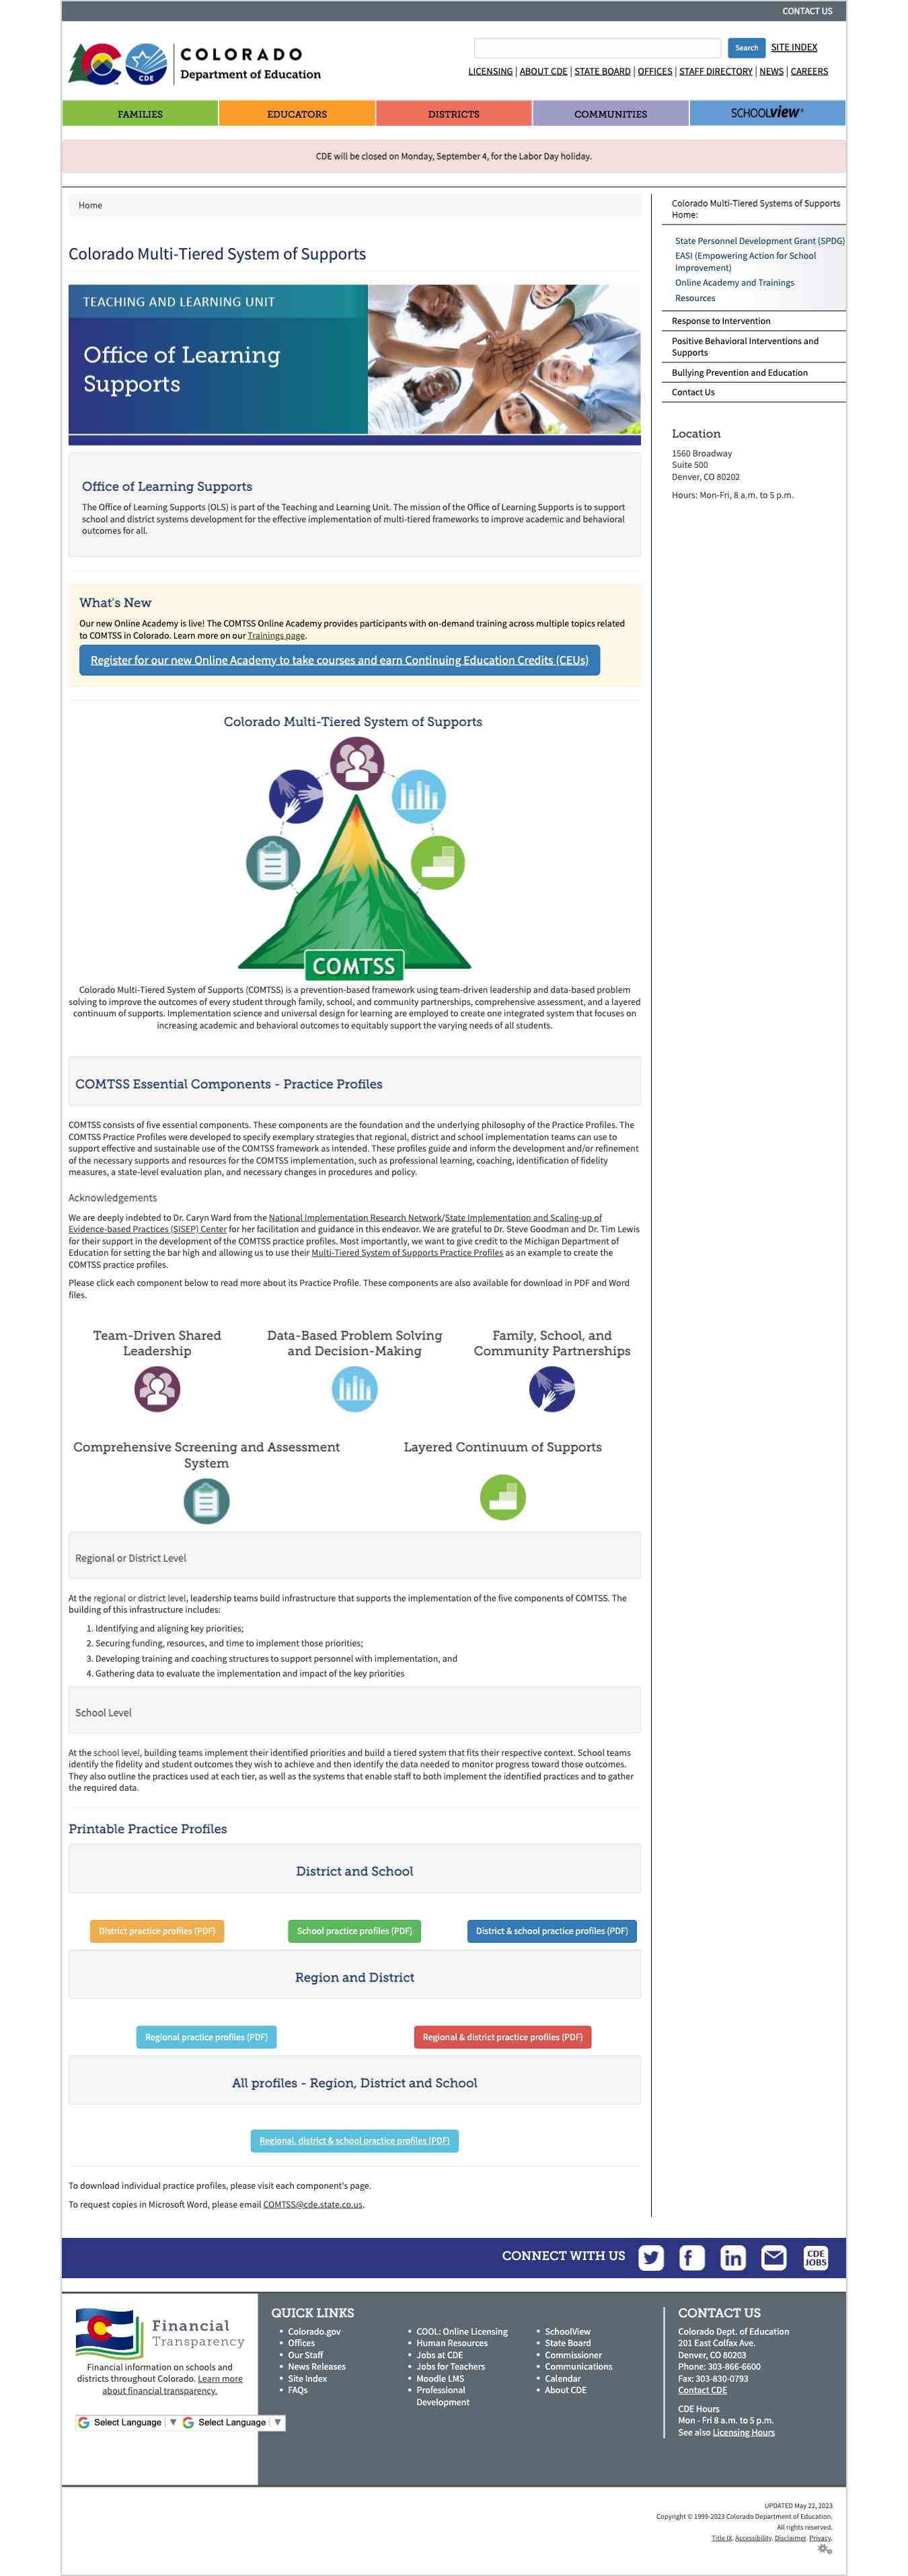 CONTACT US
COLORADO
Department of Education
CDE
Search
SITE INDEX
LICENSING | ABOUT CDE | STATE BOARD | OFFICES | STAFF DIRECTORY | NEWS | CAREERS
FAMILIES
EDUCATORS
DISTRICTS
COMMUNITIES
SCHOOLVIEW®
CDE will be closed on Monday, September 4, for the Labor Day holiday.
Home
Colorado Multi-Tiered System of Supports
TEACHING AND LEARNING UNIT
Office of Learning
Supports
Office of Learning Supports
The Office of Learning Supports (OLS) is part of the Teaching and Learning Unit. The mission of the Office of Learning Supports is to support
school and district systems development for the effective implementation of multi-tiered frameworks to improve academic and behavioral
outcomes for all.
What's New
Our new Online Academy is live! The COMTSS Online Academy provides participants with on-demand training across multiple topics related
to COMTSS in Colorado. Learn more on our Trainings page.
Register for our new Online Academy to take courses and earn Continuing Education Credits (CEUs)
Colorado Multi-Tiered System of Supports
COMTSS
Colorado Multi-Tiered System of Supports (COMTSS) is a prevention-based framework using team-driven leadership and data-based problem
solving to improve the outcomes of every student through family, school, and community partnerships, comprehensive assessment, and a layered
continuum of supports. Implementation science and universal design for learning are employed to create one integrated system that focuses on
increasing academic and behavioral outcomes to equitably support the varying needs of all students.
COMTSS Essential Components - Practice Profiles
COMTSS consists of five essential components. These components are the foundation and the underlying philosophy of the Practice Profiles. The
COMTSS Practice Profiles were developed to specify exemplary strategies that regional, district and school implementation teams can use to
support effective and sustainable use of the COMTSS framework as intended. These profiles guide and inform the development and/or refinement
of the necessary supports and resources for the COMTSS implementation, such as professional learning, coaching, identification of fidelity
measures, a state-level evaluation plan, and necessary changes in procedures and policy.
Acknowledgements
We are deeply indebted to Dr. Caryn Ward from the National Implementation Research Network/State Implementation and Scaling-up of
Evidence-based Practices (SISEP) Center for her facilitation and guidance in this endeavor. We are grateful to Dr. Steve Goodman and Dr. Tim Lewis
for their support in the development of the COMTSS practice profiles. Most importantly, we want to give credit to the Michigan Department of
Education for setting the bar high and allowing us to use their Multi-Tiered System of Supports Practice Profiles as an example to create the
COMTSS practice profiles.
Please click each component below to read more about its Practice Profile. These components are also available for download in PDF and Word
files.
Team-Driven Shared
Leadership
Data-Based Problem Solving
and Decision-Making
Family, School, and
Community Partnerships
Comprehensive Screening and Assessment
System
Layered Continuum of Supports
Regional or District Level
At the regional or district level, leadership teams build infrastructure that supports the implementation of the five components of COMTSS. The
building of this infrastructure includes:
1. Identifying and aligning key priorities;
2. Securing funding, resources, and time to implement those priorities;
3. Developing training and coaching structures to support personnel with implementation, and
4. Gathering data to evaluate the implementation and impact of the key priorities
School Level
At the school level, building teams implement their identified priorities and build a tiered system that fits their respective context. School teams
identify the fidelity and student outcomes they wish to achieve and then identify the data needed to monitor progress toward those outcomes.
They also outline the practices used at each tier, as well as the systems that enable staff to both implement the identified practices and to gather
the required data.
Printable Practice Profiles
District and School
District practice profiles (PDF)
School practice profiles (PDF)
District & school practice profiles (PDF)
Region and District
Regional practice profiles (PDF)
Regional & district practice profiles (PDF)
All profiles - Region, District and School
Regional, district & school practice profiles (PDF)
To download individual practice profiles, please visit each component's page.
To request copies in Microsoft Word, please email COMTSS@cde.state.co.us.
Colorado Multi-Tiered Systems of Supports
Home:
State Personnel Development Grant (SPDG)
EASI (Empowering Action for School
Improvement)
Online Academy and Trainings
Resources
Response to Intervention
Positive Behavioral Interventions and
Supports
Bullying Prevention and Education
Contact Us
Location
1560 Broadway
Suite 500
Denver, CO 80202
Hours: Mon-Fri, 8 a.m. to 5 p.m.
CONNECT WITH US
CDE
JOBS
Financial
Transparency
Financial information on schools and
districts throughout Colorado. Learn more
about financial transparency.
Select Language ▼
Select Language ▼
QUICK LINKS
Colorado.gov
Offices
Our Staff
News Releases
Site Index
FAQs
COOL: Online Licensing
Human Resources
Jobs at CDE
Jobs for Teachers
Moodle LMS
Professional
Development
SchoolView
State Board
Commissioner
Communications
Calendar
About CDE
CONTACT US
Colorado Dept. of Education
201 East Colfax Ave.
Denver, CO 80203
Phone: 303-866-6600
Fax: 303-830-0793
Contact CDE
CDE Hours
Mon - Fri 8 a.m. to 5 p.m.
See also Licensing Hours
UPDATED May 22, 2023
Copyright © 1999-2023 Colorado Department of Education.
All rights reserved.
Title IX. Accessibility. Disclaimer. Privacy.